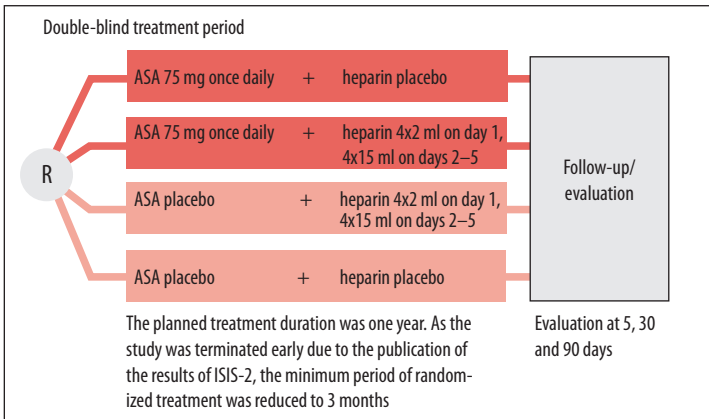 Double-blind treatment period
ASA 75 mg once daily + heparin placebo
ASA 75 mg once daily + heparin 4x2 ml on day 1,
4x15 ml on days 2–5
R
ASA placebo + heparin 4x2 ml on day 1,
4x15 ml on days 2–5
ASA placebo + heparin placebo
Follow-up/
evaluation
The planned treatment duration was one year. As the
study was terminated early due to the publication of
the results of ISIS-2, the minimum period of random-
ized treatment was reduced to 3 months
Evaluation at 5, 30
and 90 days